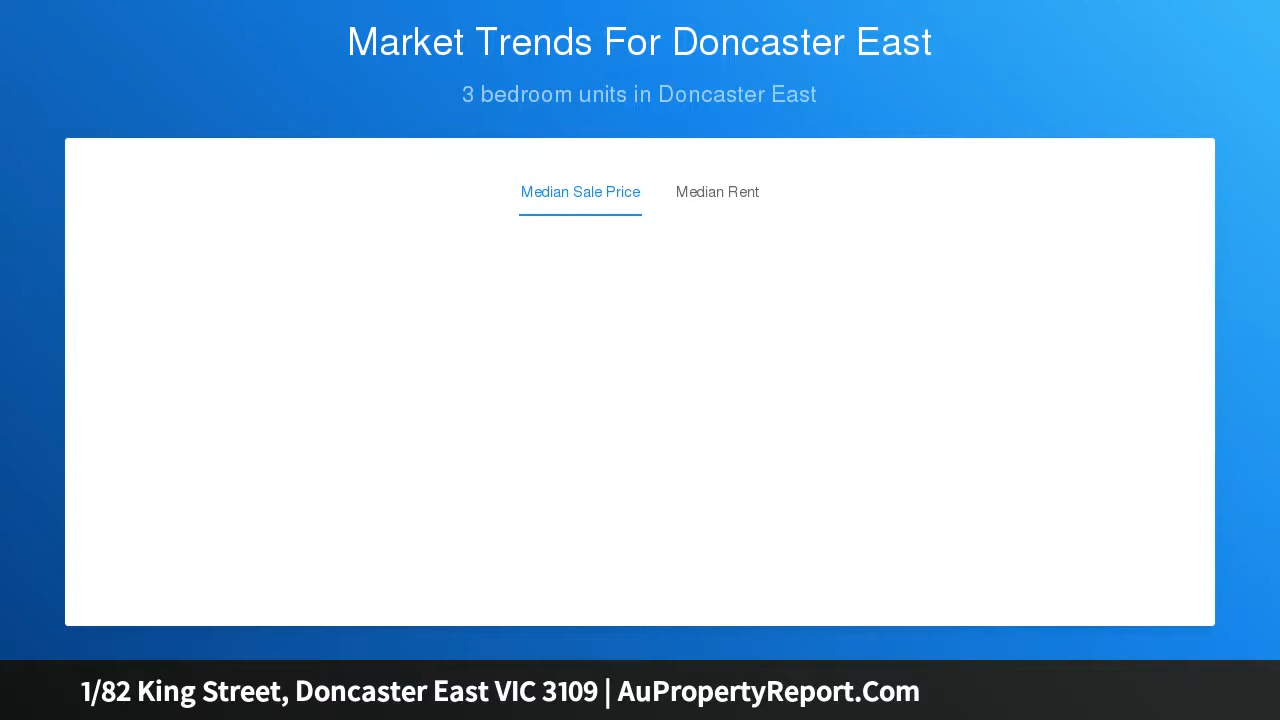 Market Trends For Doncaster East
3 bedroom units in Doncaster East
Median Sale Price Median Rent
1/82 King Street, Doncaster East VIC 3109 | AuPropertyReport.Com